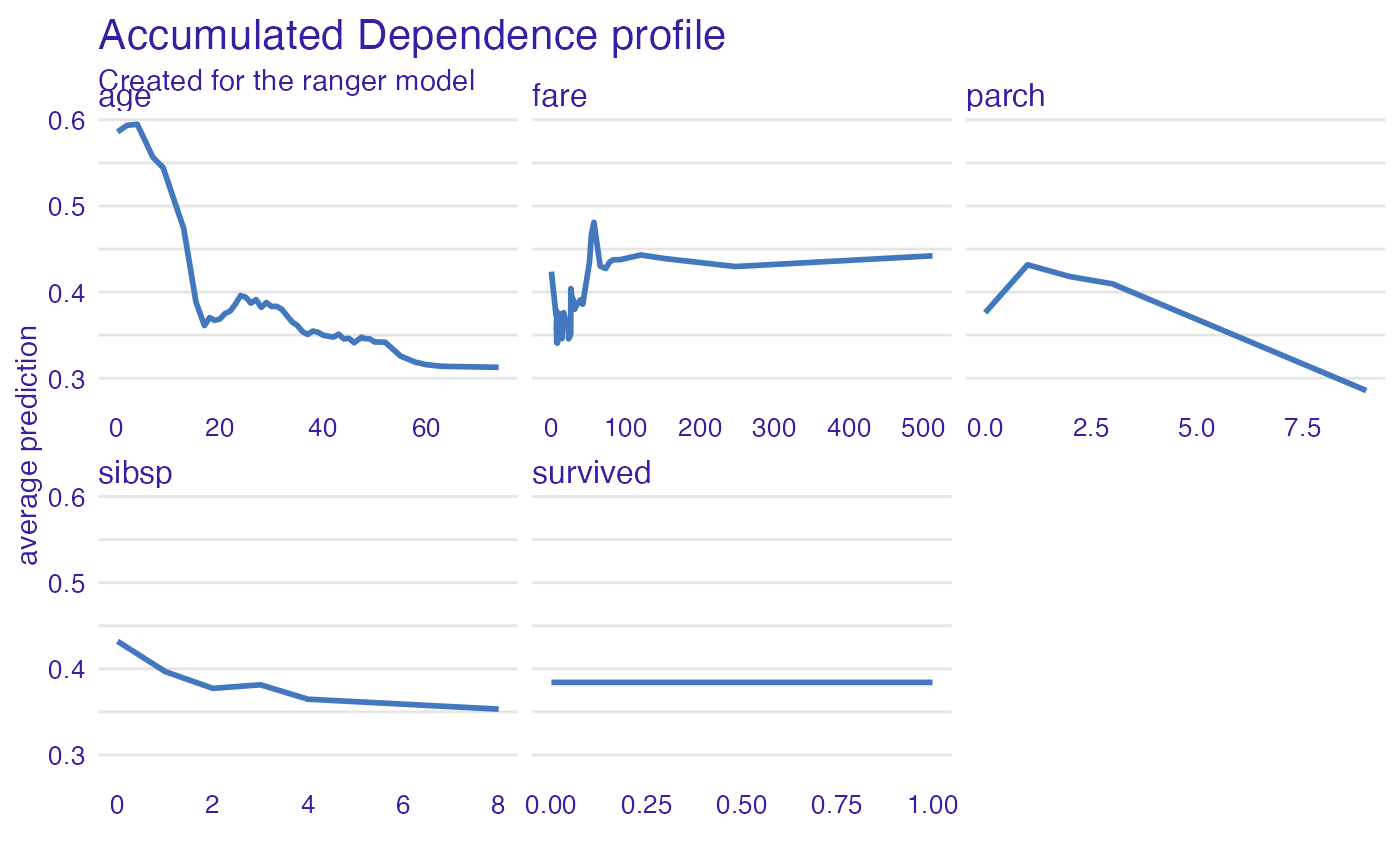 Accumulated Dependence profile
Created for the ranger model
age
fare
parch
0.6
0.5
0.4
0.3
0 20 40 60
0 100 200 300 400 500
0.0 2.5 5.0 7.5
average prediction
sibsp
survived
0.6
0.5
0.4
0.3
0 2 4 6 8
0.00 0.25 0.50 0.75 1.00